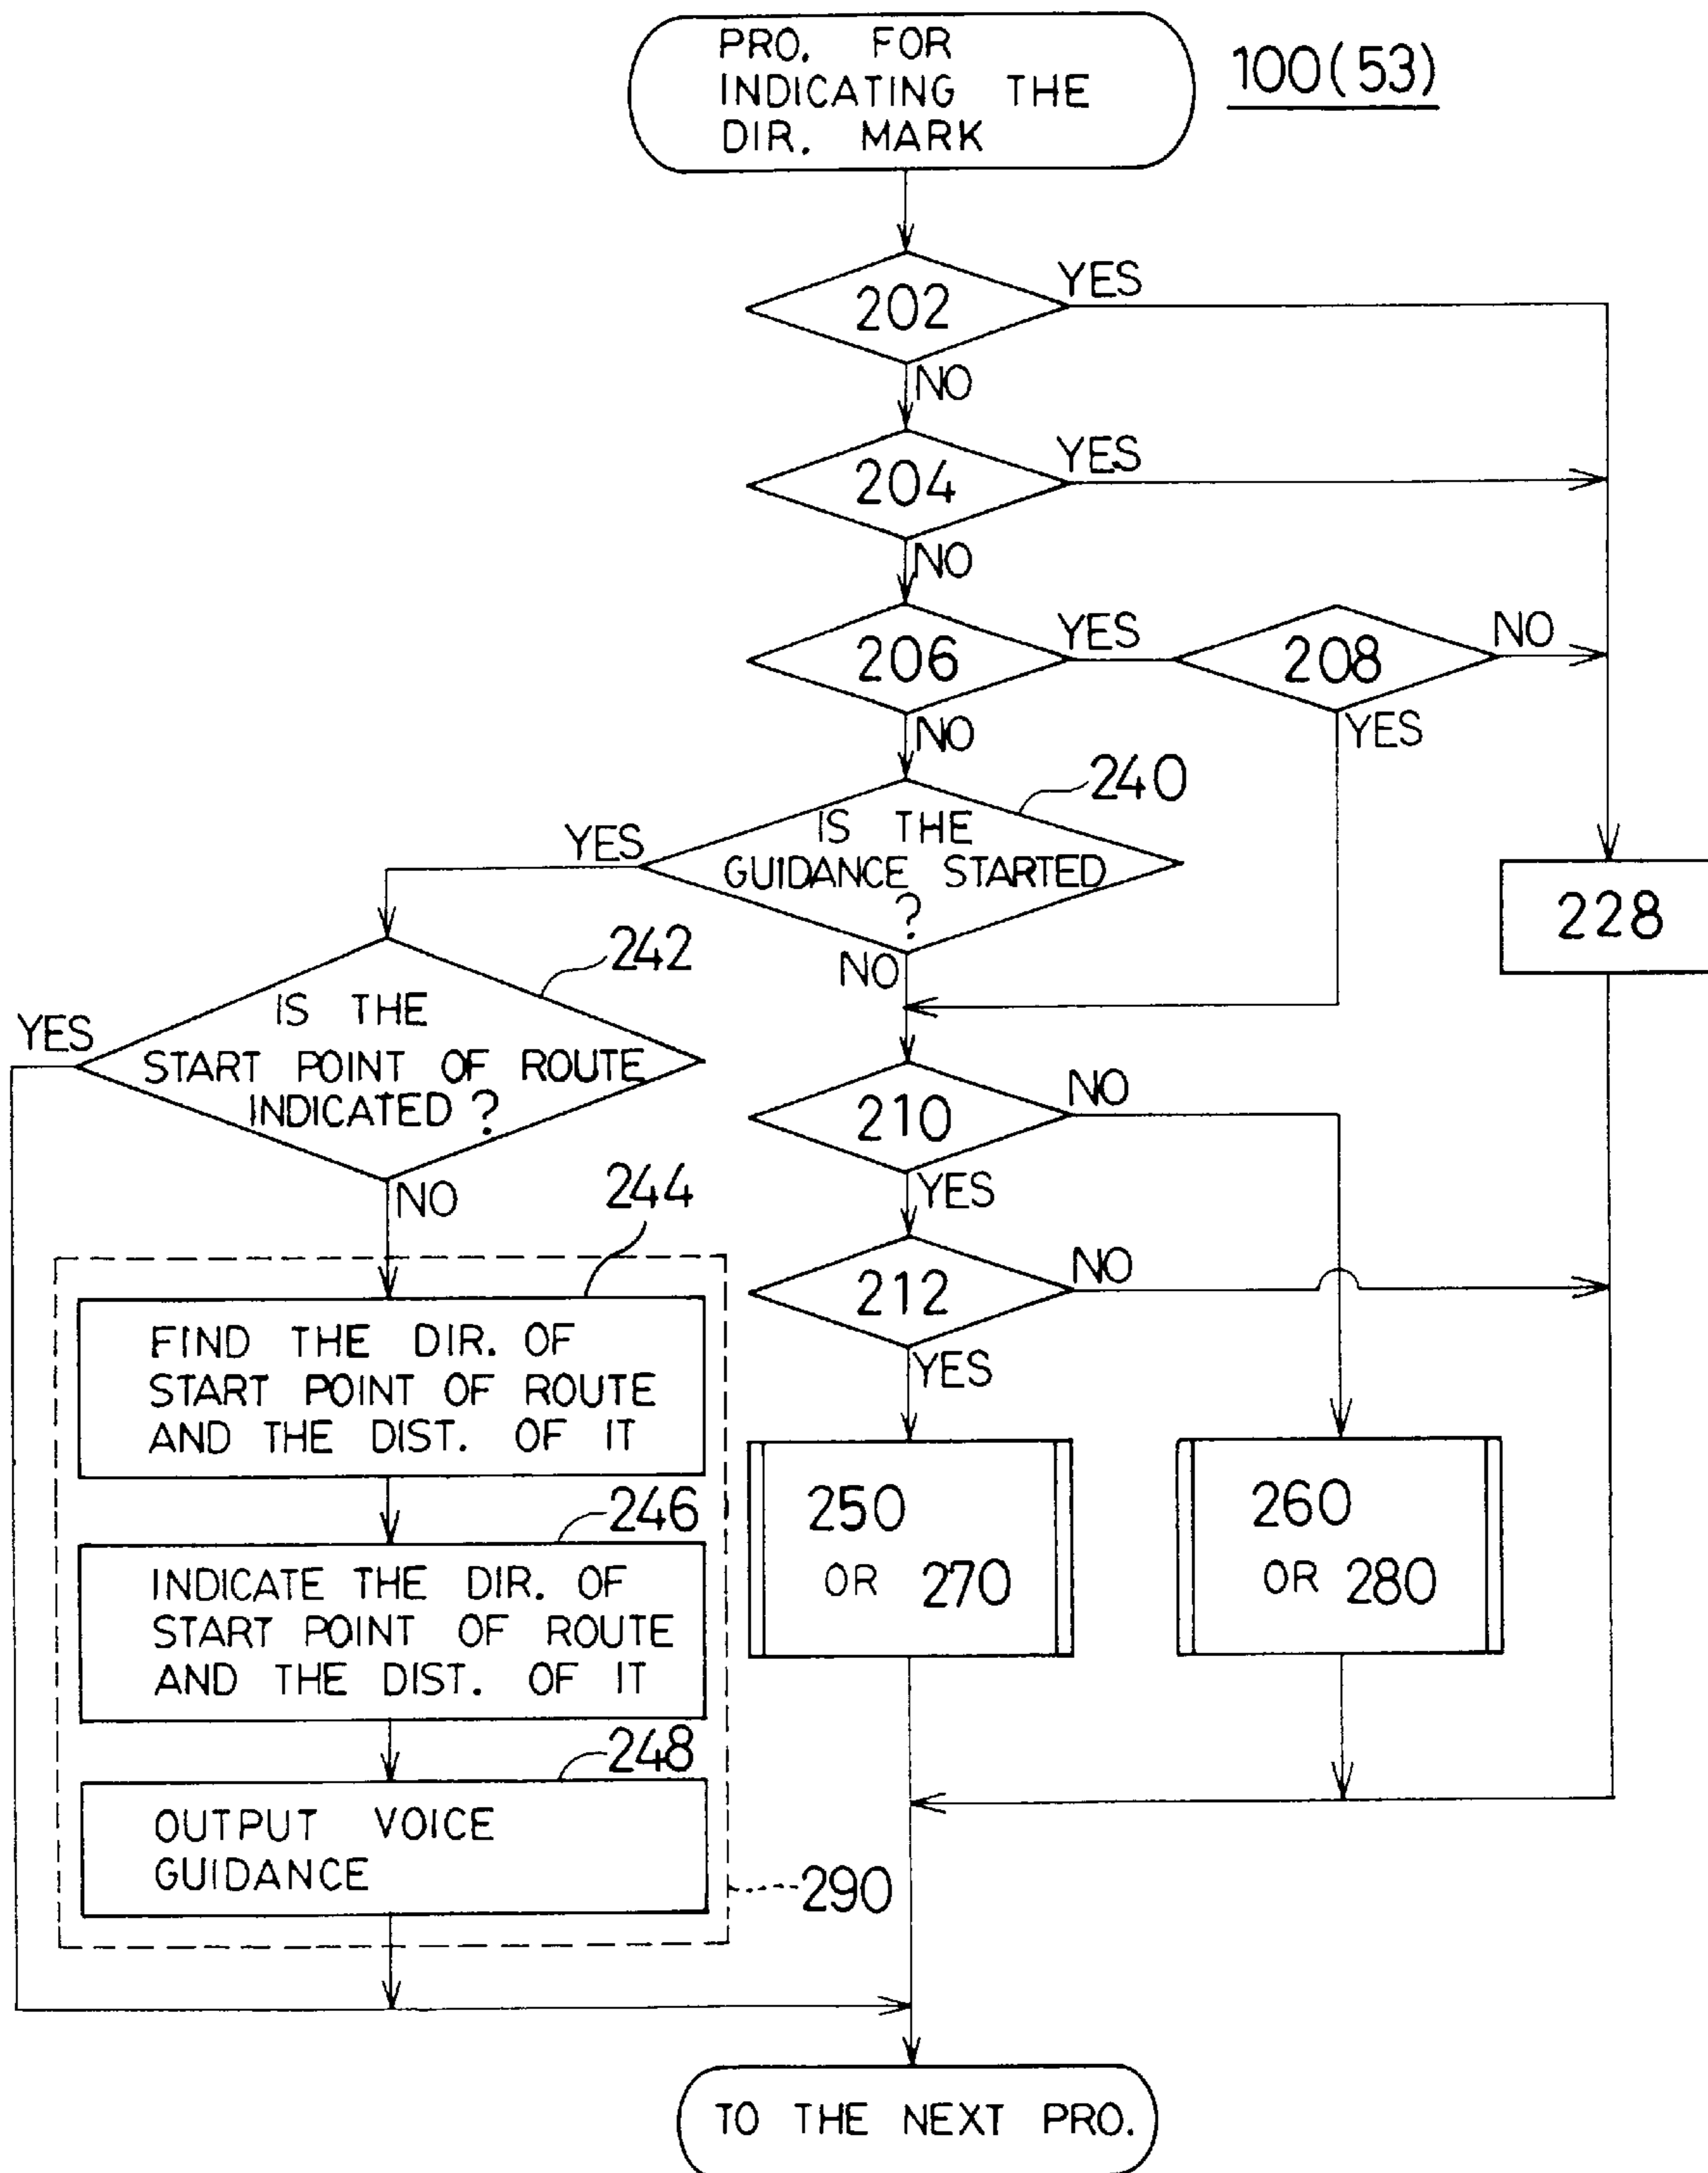 PRO. FOR
INDICATING THE
DIR. MARK
100(53)
202
YES
NO
204
YES
NO
206
YES
208
NO
YES
NO
240
IS THE
GUIDANCE STARTED
?
YES
NO
228
242
IS THE
START POINT OF ROUTE
INDICATED ?
YES
NO
210
NO
YES
212
NO
YES
244
FIND THE DIR. OF
START POINT OF ROUTE
AND THE DIST. OF IT
246
INDICATE THE DIR. OF
START POINT OF ROUTE
AND THE DIST. OF IT
248
OUTPUT VOICE
GUIDANCE
290
250
OR 270
260
OR 280
TO THE NEXT PRO.